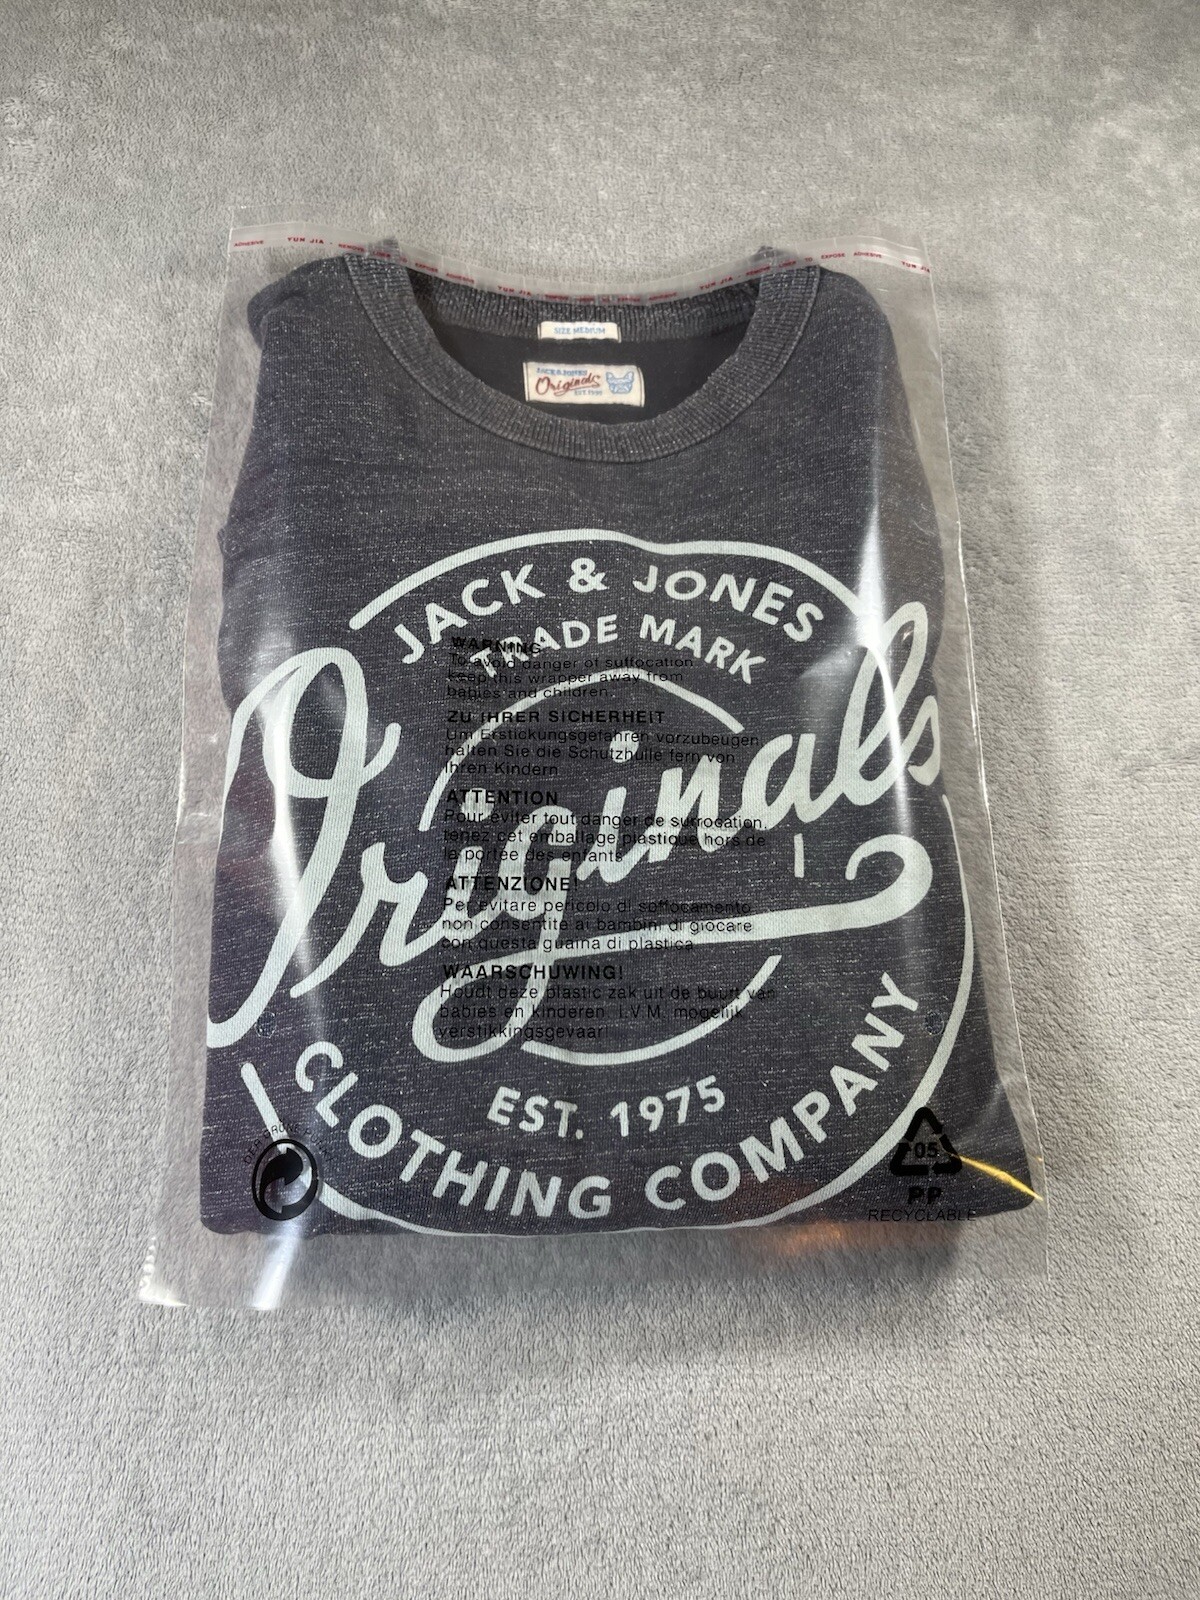 YUN JIA
ADHESIVE
SIZE MEDIUM
JACK & JONES
Originals
JACK & JONES
TRADE MARK
Originals
EST. 1975
CLOTHING COMPANY
WARNING
To avoid danger of suffocation
keep this wrapper away from
babies and children.
ZU IHRER SICHERHEIT
Um Erstickungsgefahren vorzubeugen,
halten Sie die Schutzhülle fern von
Ihren Kindern
ATTENTION
Pour éviter tout danger de surrocation,
tenez cet emballage plastique hors de
la portée des enfants
ATTENZIONE!
Per evitare pericolo di soffocamento
non consentite ai bambini di giocare
con questa guaina di plastica
WAARSCHUWING!
Houdt deze plastic zak uit de buurt van
babies en kinderen. I.V.M. mogelijk
verstikkingsgevaar!
05
PP
RECYCLABLE